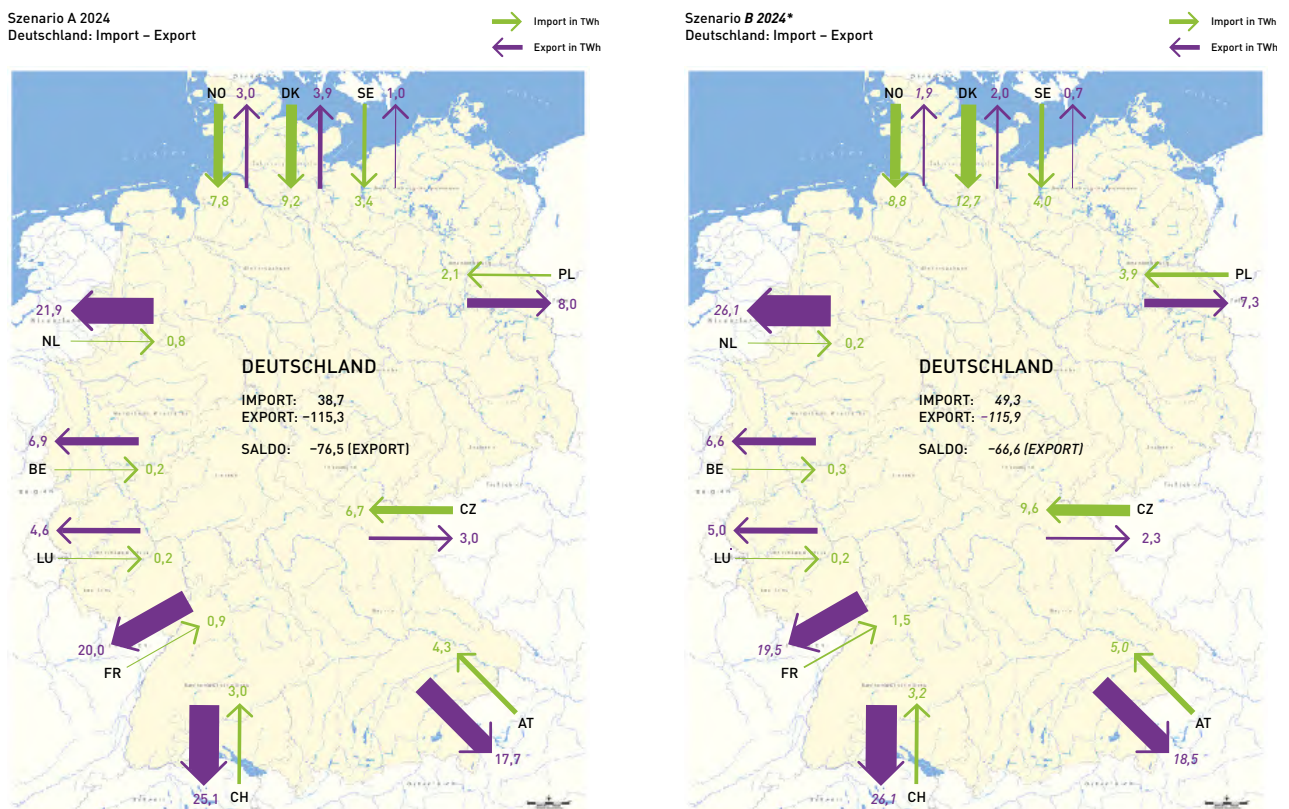 Szenario A 2024
Deutschland: Import – Export
Import in TWh
Export in TWh
NO 3,0 DK 3,9 SE 1,0
7,8 9,2 3,4
2,1 PL
8,0
21,9
NL 0,8
DEUTSCHLAND
IMPORT: 38,7
EXPORT: –115,3
SALDO: –76,5 (EXPORT)
6,9
BE 0,2
6,7 CZ
3,0
4,6
LU 0,2
0,9
20,0
FR
4,3
3,0
AT
17,7
25,1 CH
Szenario B 2024*
Deutschland: Import – Export
Import in TWh
Export in TWh
NO 1,9 DK 2,0 SE 0,7
8,8 12,7 4,0
3,9 PL
7,3
26,1
NL 0,2
DEUTSCHLAND
IMPORT: 49,3
EXPORT: –115,9
SALDO: –66,6 (EXPORT)
6,6
BE 0,3
9,6 CZ
2,3
5,0
LU 0,2
1,5
19,5
FR
5,0
3,2
AT
18,5
26,1 CH